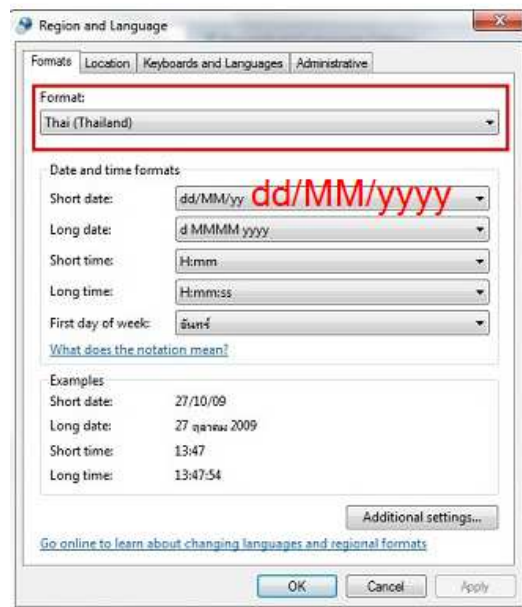 Region and Language
Formats Location Keyboards and Languages Administrative
Format:
Thai (Thailand)
Date and time formats
Short date: dd/MM/yy dd/MM/yyyy
Long date: d MMMM yyyy
Short time: H:mm
Long time: H:mm:ss
First day of week: จันทร์
What does the notation mean?
Examples
Short date: 27/10/09
Long date: 27 ตุลาคม 2009
Short time: 13:47
Long time: 13:47:54
Additional settings...
Go online to learn about changing languages and regional formats
OK Cancel Apply